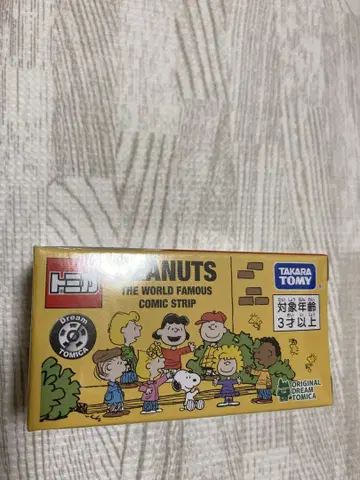 トミカ
PEANUTS
THE WORLD FAMOUS
COMIC STRIP
TAKARA
TOMY
対象年齢
3才以上
Dream
TOMICA
ORIGINAL
DREAM
TOMICA